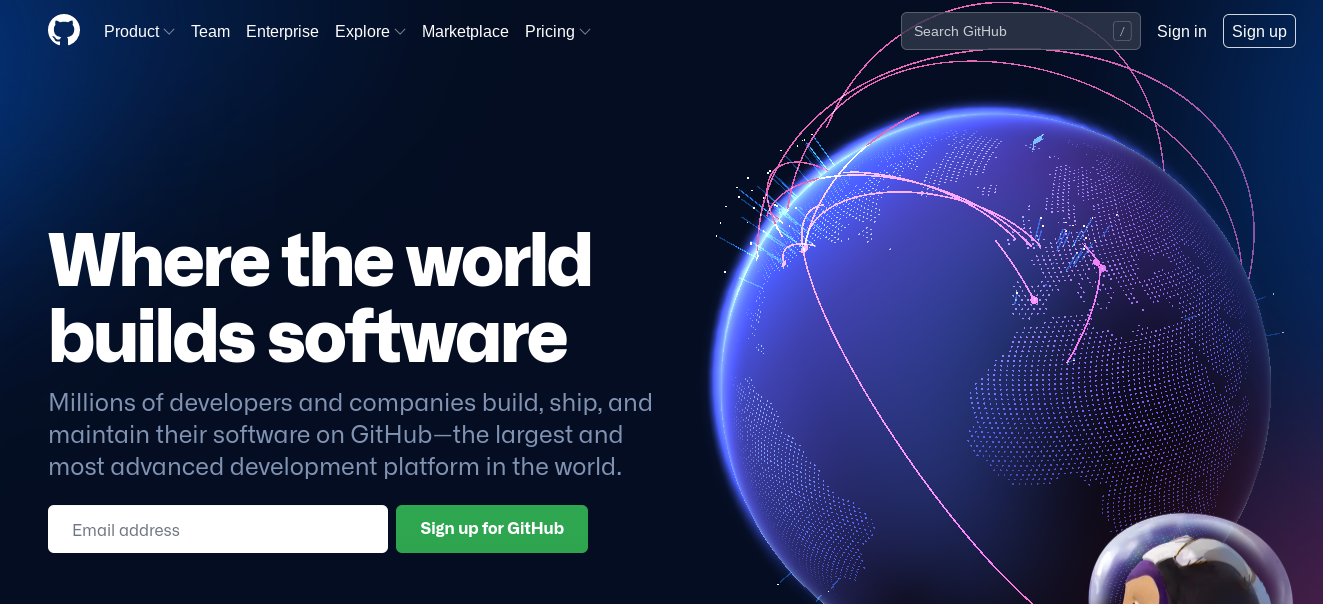 Product Team Enterprise Explore Marketplace Pricing Search GitHub / Sign in Sign up
Where the world
builds software
Millions of developers and companies build, ship, and
maintain their software on GitHub—the largest and
most advanced development platform in the world.
Email address Sign up for GitHub